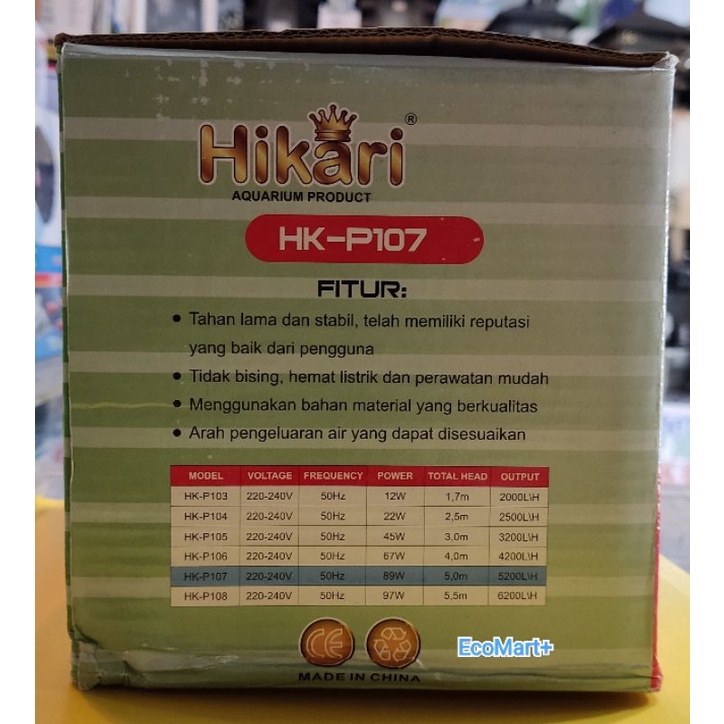 Hikari ®
AQUARIUM PRODUCT
HK-P107
FITUR:
• Tahan lama dan stabil, telah memiliki reputasi
yang baik dari pengguna
• Tidak bising, hemat listrik dan perawatan mudah
• Menggunakan bahan material yang berkualitas
• Arah pengeluaran air yang dapat disesuaikan
MODEL VOLTAGE FREQUENCY POWER TOTAL HEAD OUTPUT
HK-P103 220-240V 50Hz 12W 1,7m 2000L\H
HK-P104 220-240V 50Hz 22W 2,5m 2500L\H
HK-P105 220-240V 50Hz 45W 3,0m 3200L\H
HK-P106 220-240V 50Hz 67W 4,0m 4200L\H
HK-P107 220-240V 50Hz 89W 5,0m 5200L\H
HK-P108 220-240V 50Hz 97W 5,5m 6200L\H
CE
EcoMart+
MADE IN CHINA